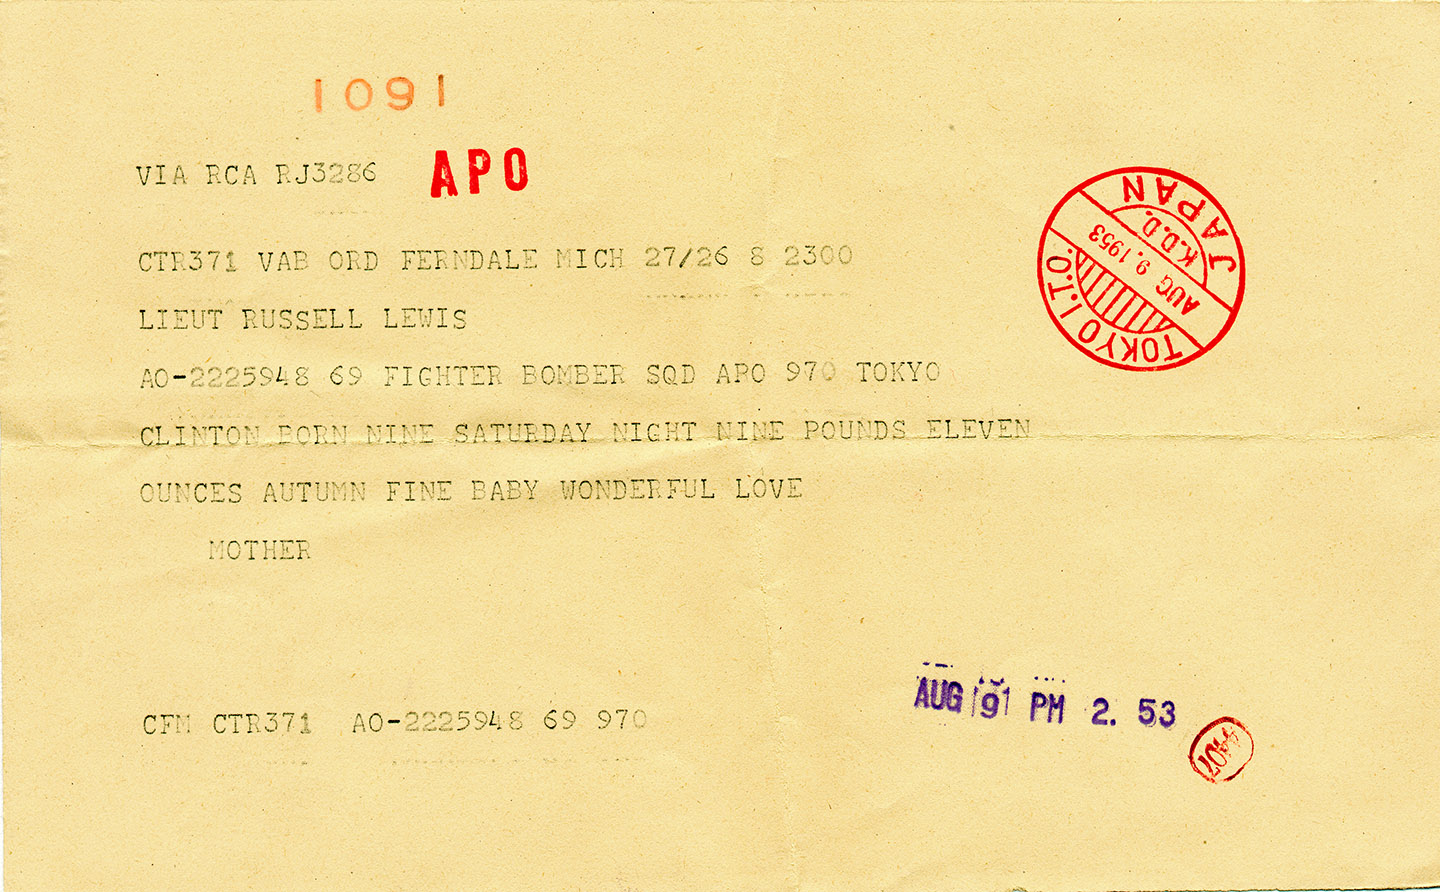 1091
VIA RCA RJ3286 APO
CTR371 VAB ORD FERNDALE MICH 27/26 8 2300
LIEUT RUSSELL LEWIS
AO-2225948 69 FIGHTER BOMBER SQD APO 970 TOKYO
CLINTON BORN NINE SATURDAY NIGHT NINE POUNDS ELEVEN
OUNCES AUTUMN FINE BABY WONDERFUL LOVE
MOTHER
CFM CTR371 AO-2225948 69 970
JAPAN
K.D.D.
AUG 9.1953
TOKYO I.T.O.
AUG 9 PM 2. 53
4407